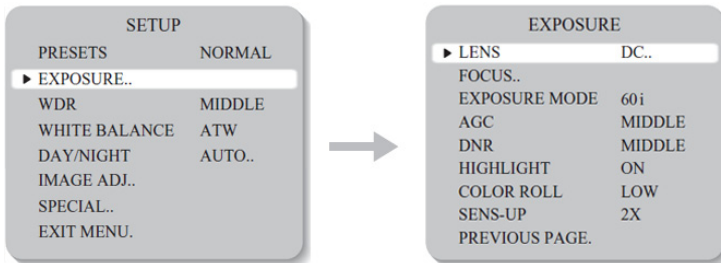 SETUP
PRESETS NORMAL
EXPOSURE..
WDR MIDDLE
WHITE BALANCE ATW
DAY/NIGHT AUTO..
IMAGE ADJ..
SPECIAL..
EXIT MENU.
EXPOSURE
LENS DC..
FOCUS..
EXPOSURE MODE 60i
AGC MIDDLE
DNR MIDDLE
HIGHLIGHT ON
COLOR ROLL LOW
SENS-UP 2X
PREVIOUS PAGE.